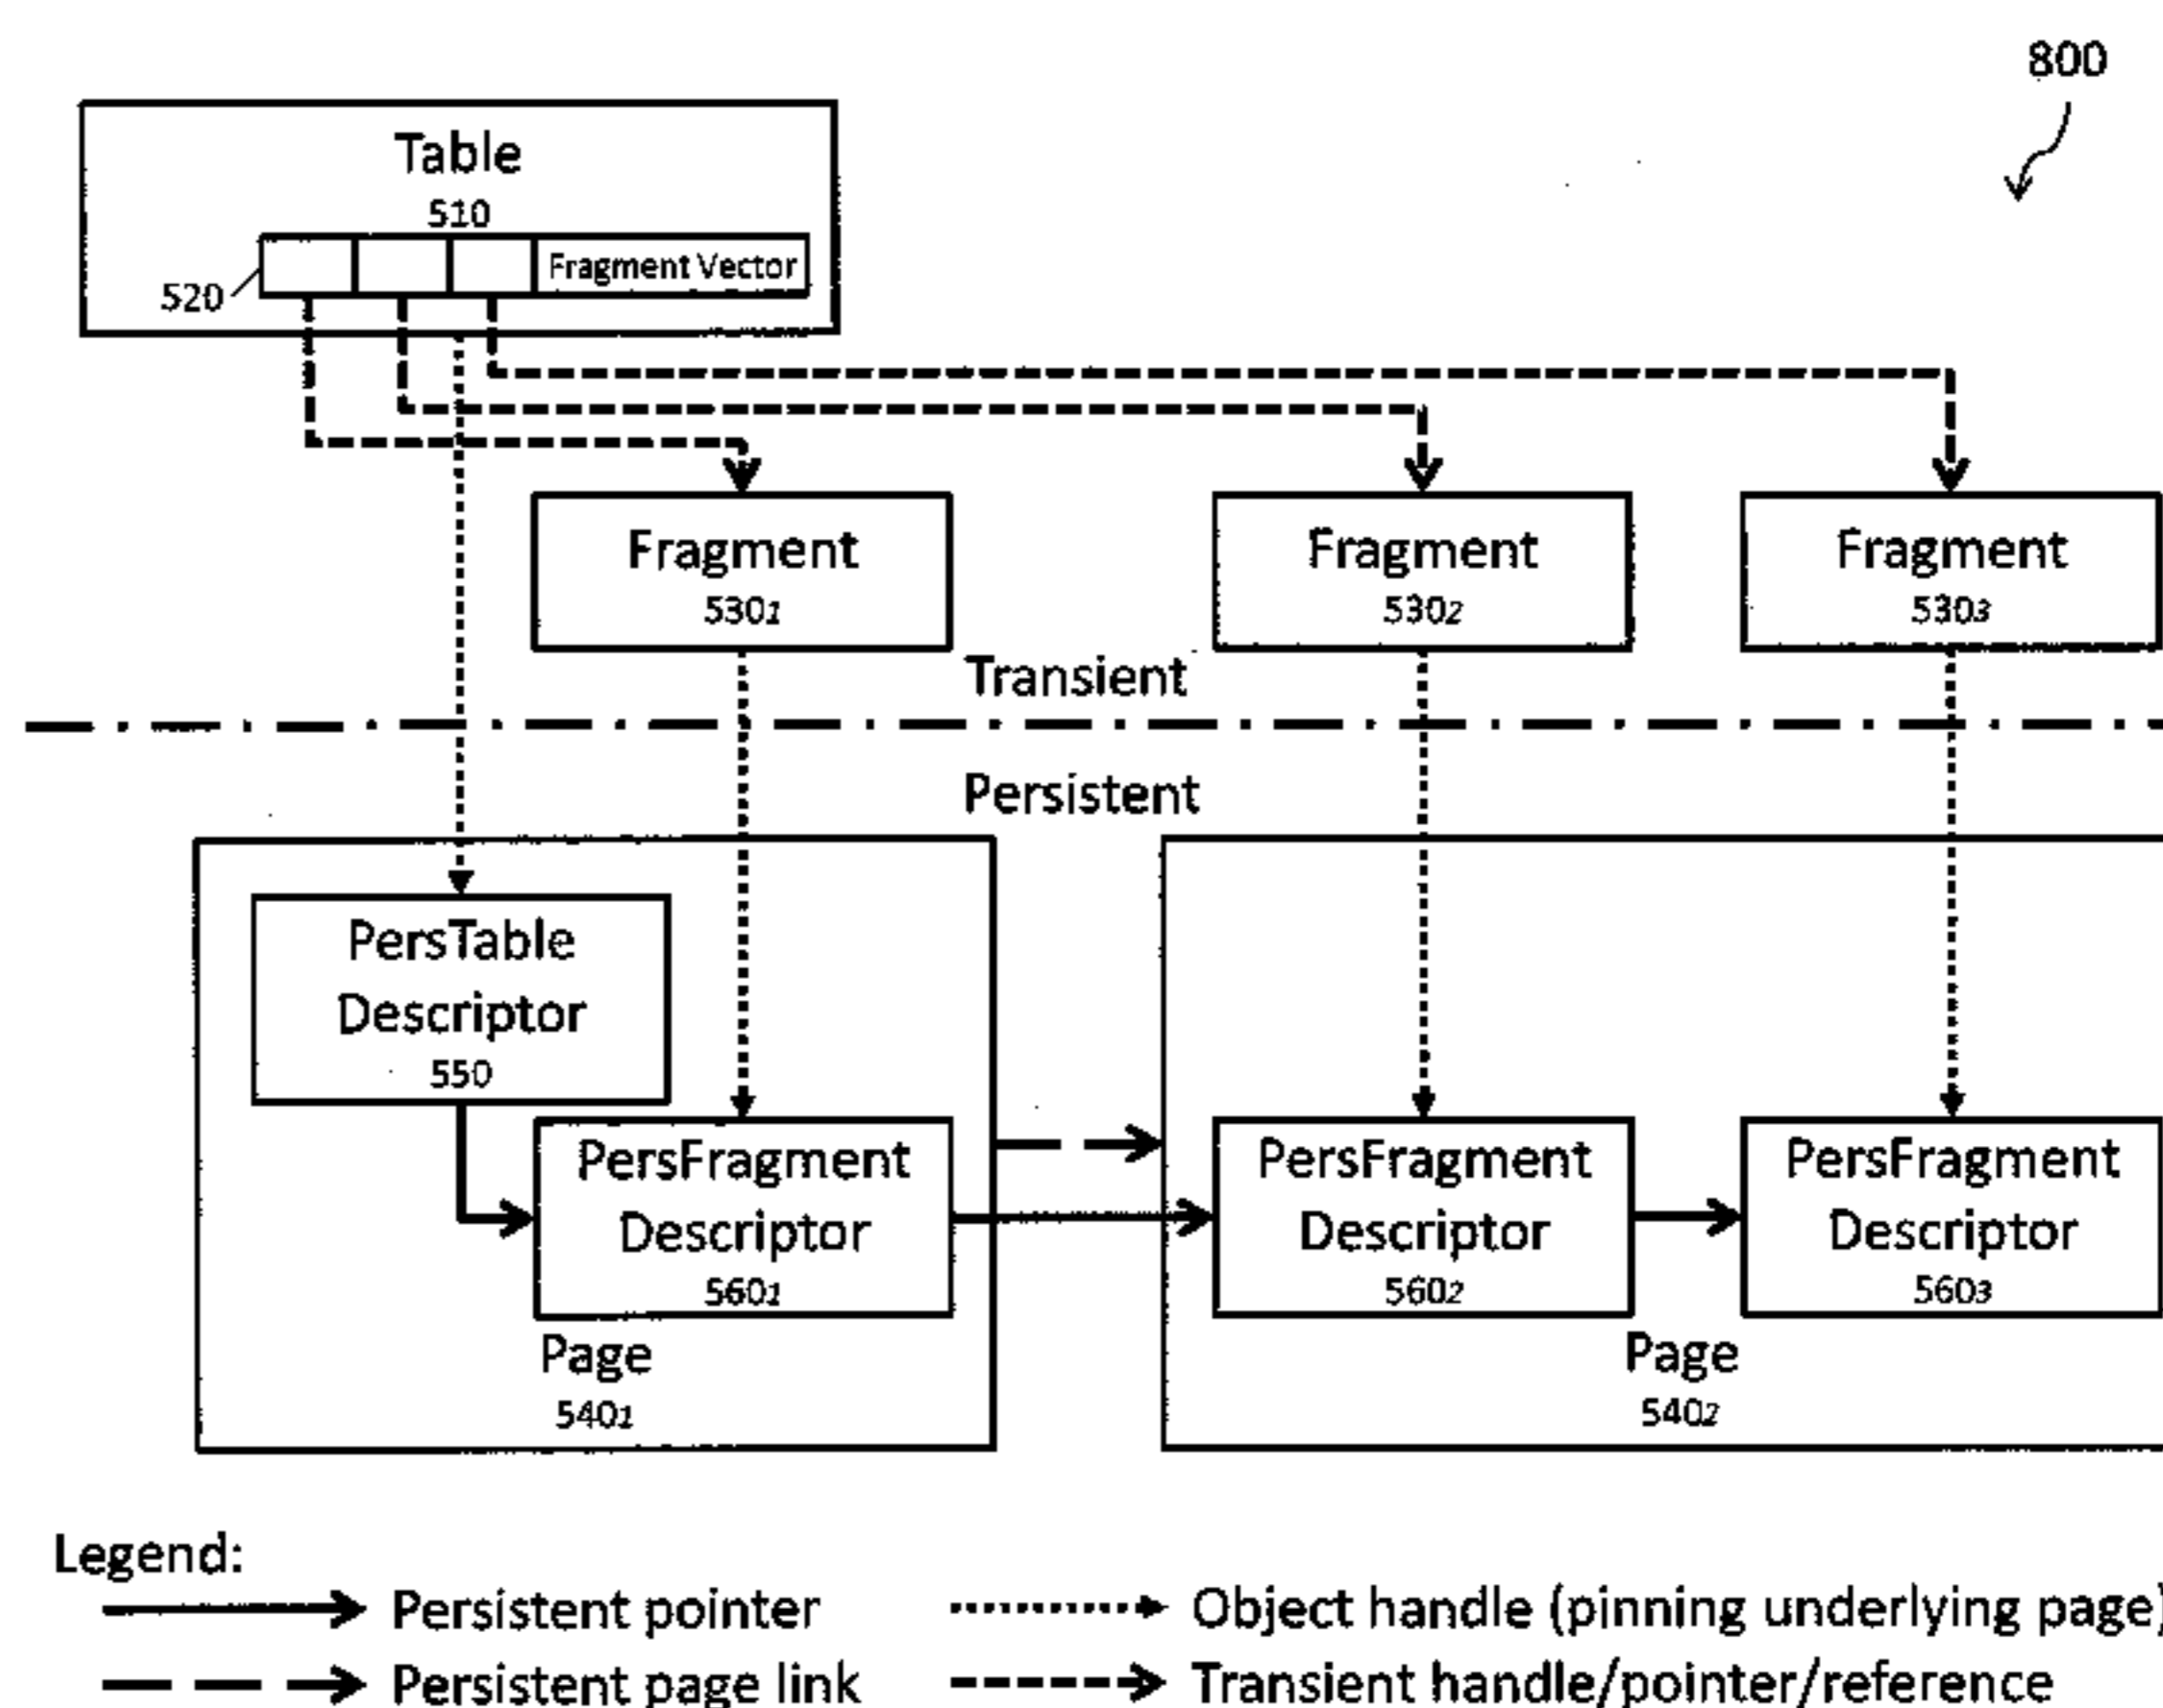 800
Table
510
Fragment Vector
520
Fragment
530₁
Fragment
530₂
Fragment
530₃
Transient
Persistent
PersTable
Descriptor
550
PersFragment
Descriptor
560₁
PersFragment
Descriptor
560₂
PersFragment
Descriptor
560₃
Page
540₁
Page
540₂
Legend:
Persistent pointer
Object handle (pinning underlying page)
Persistent page link
Transient handle/pointer/reference